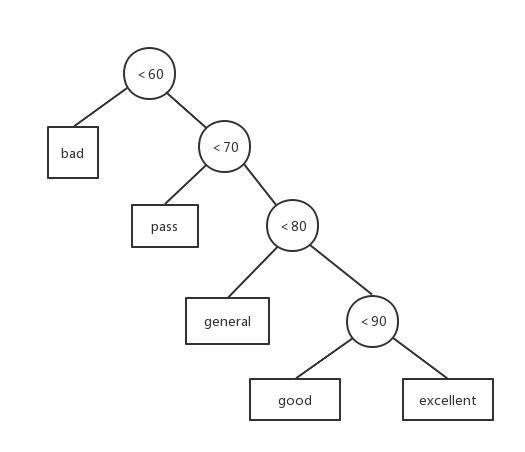 < 60
bad
< 70
pass
< 80
general
< 90
good
excellent